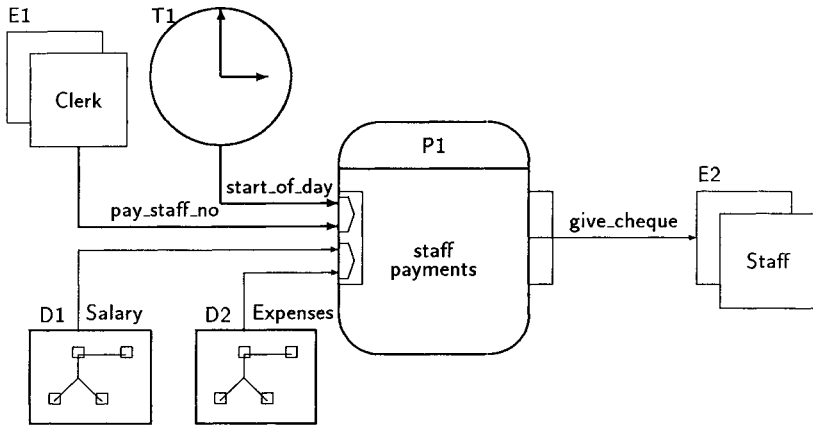 E1
T1
Clerk
P1
start_of_day
pay_staff_no
E2
give_cheque
staff
payments
Staff
D1 Salary
D2 Expenses